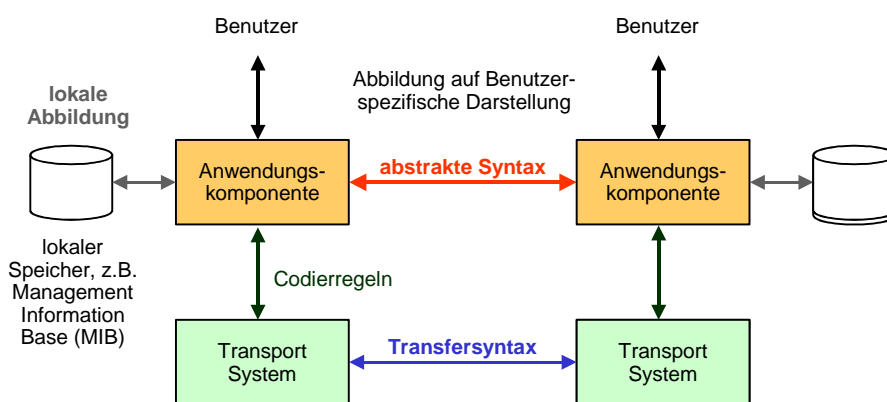 Benutzer
Benutzer
Abbildung auf Benutzer-
spezifische Darstellung
lokale
Abbildung
Anwendungs-
komponente
abstrakte Syntax
Anwendungs-
komponente
lokaler
Speicher, z.B.
Management
Information
Base (MIB)
Codierregeln
Transport
System
Transfersyntax
Transport
System